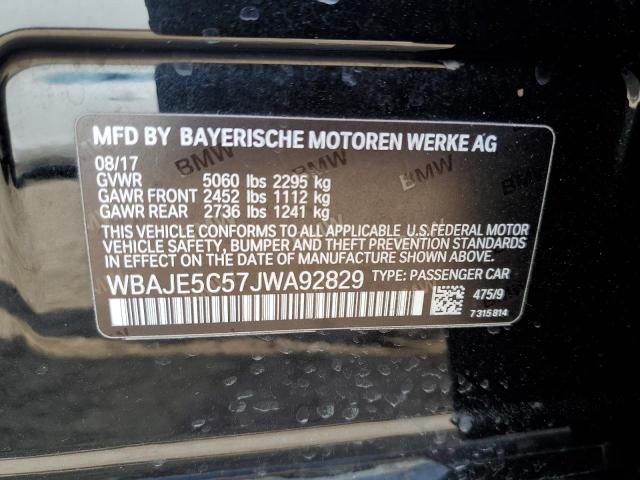 MFD BY BAYERISCHE MOTOREN WERKE AG
08/17
GVWR 5060 lbs 2295 kg
GAWR FRONT 2452 lbs 1112 kg
GAWR REAR 2736 lbs 1241 kg
THIS VEHICLE CONFORMS TO ALL APPLICABLE U.S.FEDERAL MOTOR
VEHICLE SAFETY, BUMPER AND THEFT PREVENTION STANDARDS
IN EFFECT ON THE DATE OF MANUFACTURE SHOWN ABOVE.
WBAJE5C57JWA92829 TYPE: PASSENGER CAR
475/9
7315814